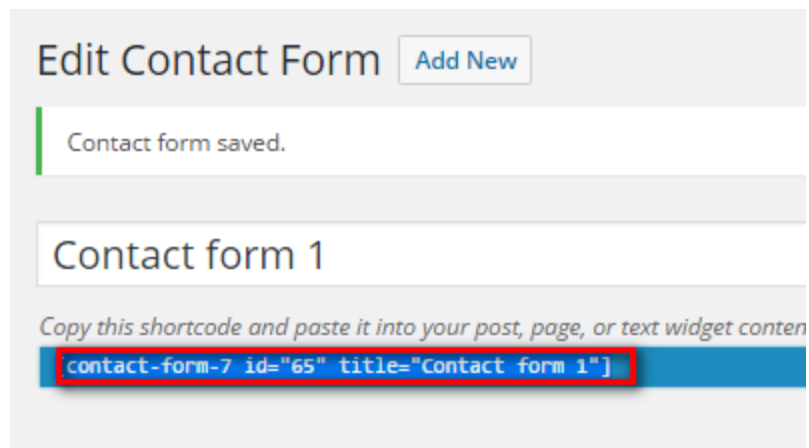 Edit Contact Form Add New
Contact form saved.
Contact form 1
Copy this shortcode and paste it into your post, page, or text widget
[contact-form-7 id="65" title="Contact form 1"]